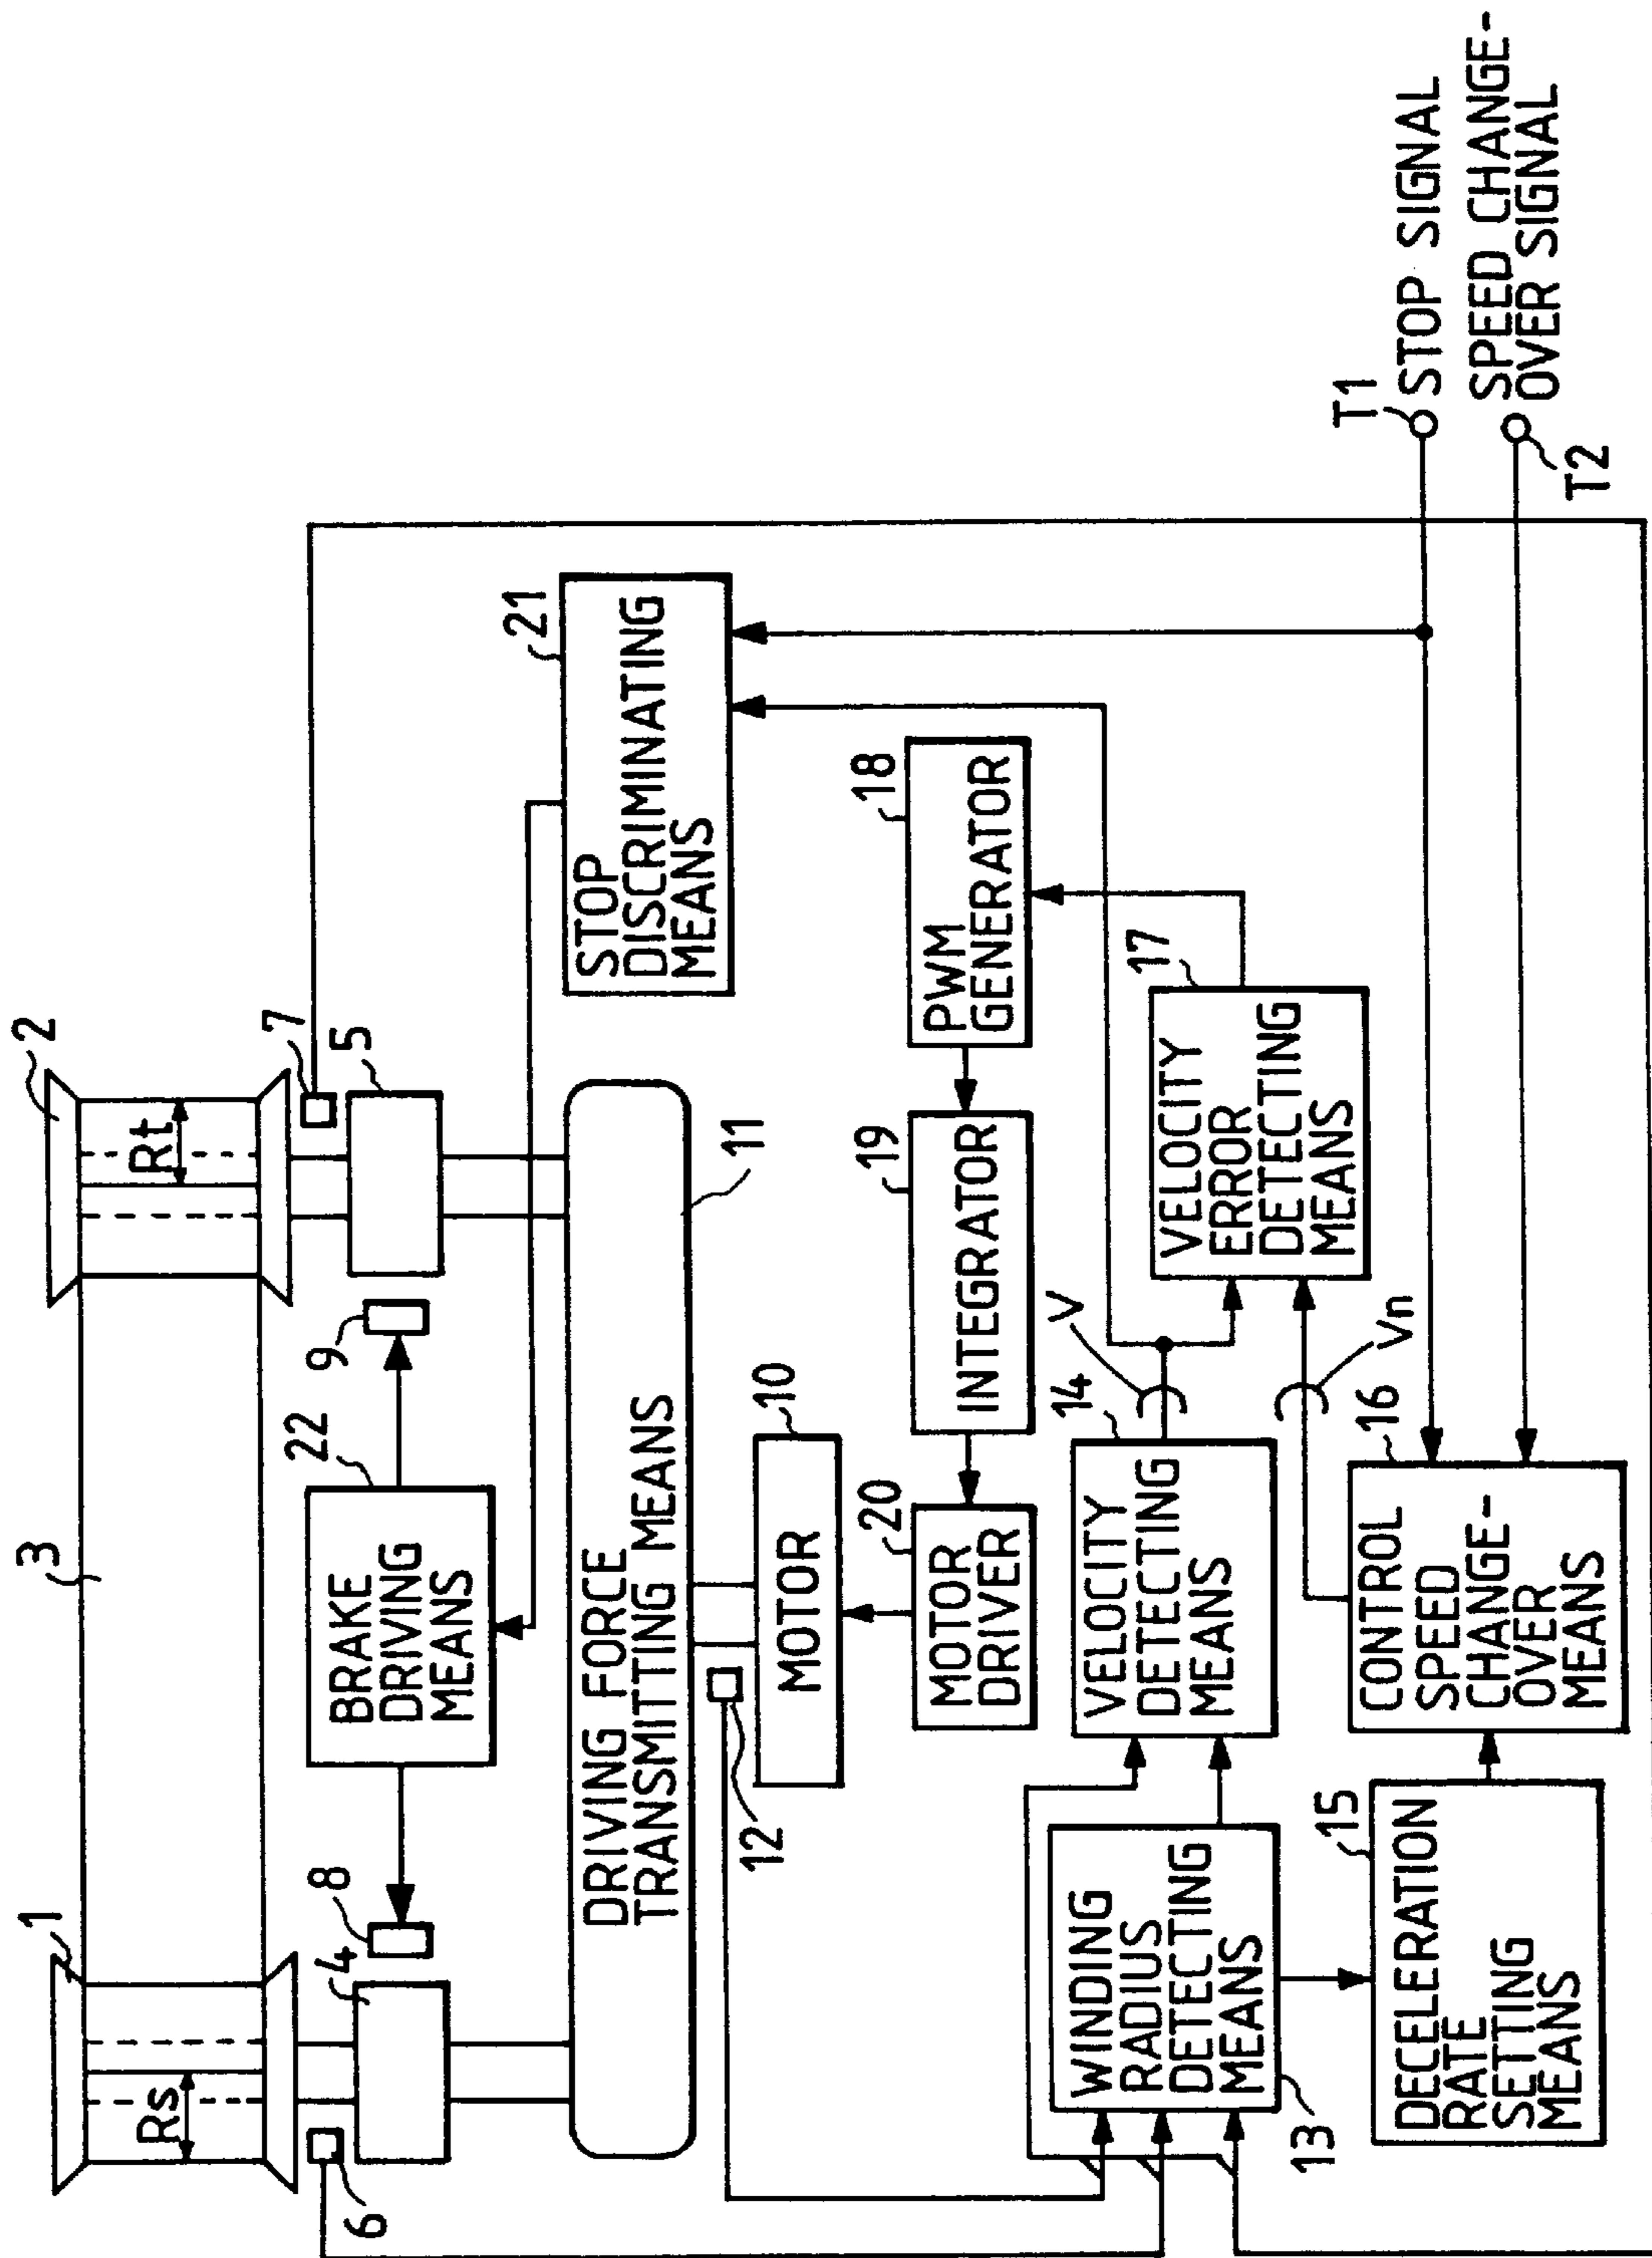 1
3
2
Rs
Rt
6
4
8
22
9
7
5
BRAKE
DRIVING
MEANS
DRIVING FORCE
TRANSMITTING MEANS
11
21
STOP
DISCRIMINATING
MEANS
12
10
MOTOR
20
MOTOR
DRIVER
19
INTEGRATOR
18
PWM
GENERATOR
13
WINDING
RADIUS
DETECTING
MEANS
14
VELOCITY
DETECTING
MEANS
V
17
VELOCITY
ERROR
DETECTING
MEANS
Vn
15
DECELERATION
RATE
SETTING
MEANS
16
CONTROL
SPEED
CHANGE-
OVER
MEANS
T1
STOP SIGNAL
T2
SPEED CHANGE-
OVER SIGNAL